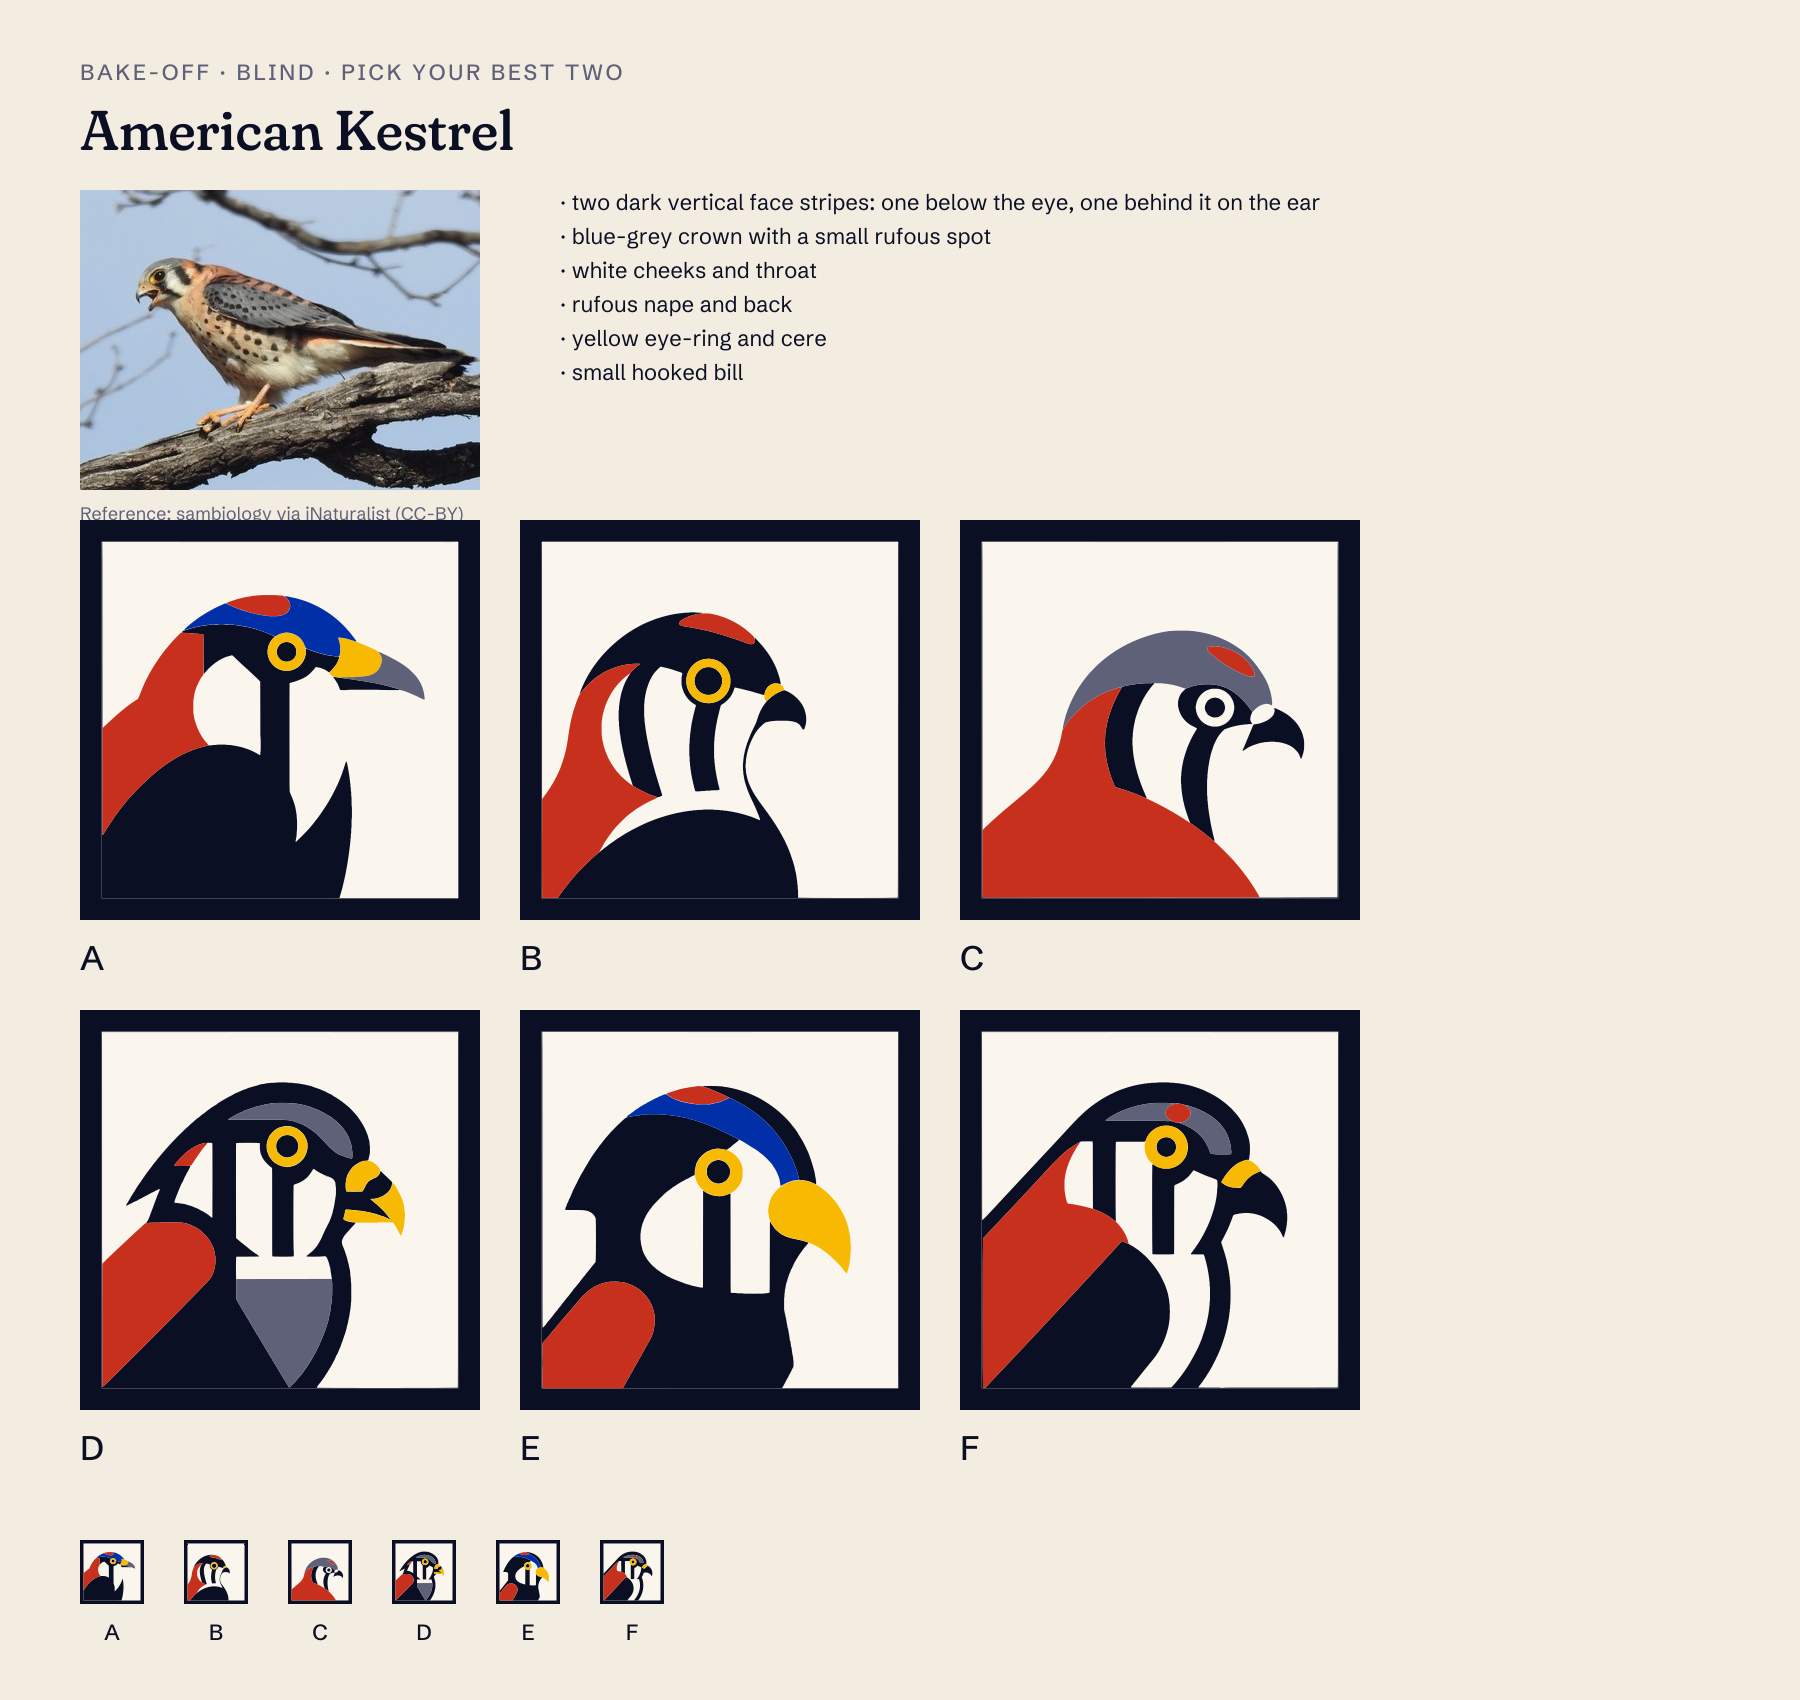 BAKE-OFF · BLIND · PICK YOUR BEST TWO
American Kestrel
· two dark vertical face stripes: one below the eye, one behind it on the ear
· blue-grey crown with a small rufous spot
· white cheeks and throat
· rufous nape and back
· yellow eye-ring and cere
· small hooked bill
Reference: sambiology via iNaturalist (CC-BY)
A
B
C
D
E
F
A
B
C
D
E
F